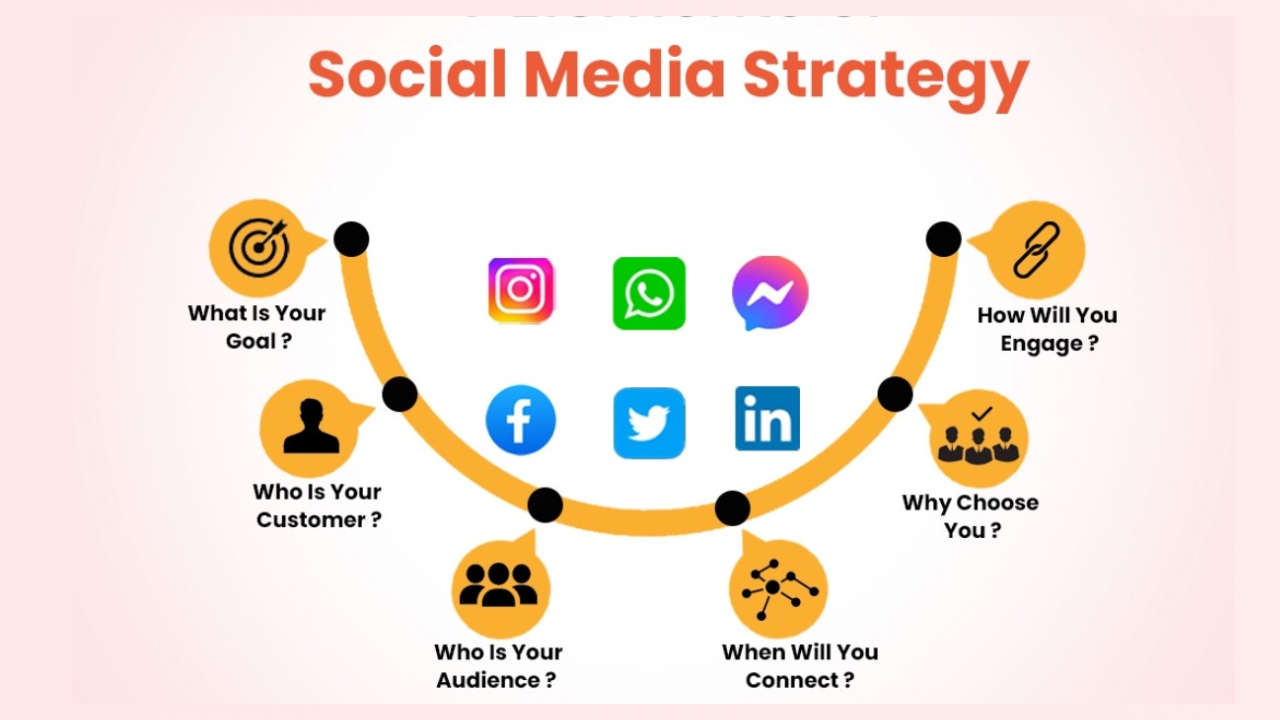 Social Media Strategy
What Is Your
Goal ?
Who Is Your
Customer ?
Who Is Your
Audience ?
When Will You
Connect ?
Why Choose
You ?
How Will You
Engage ?
f
in